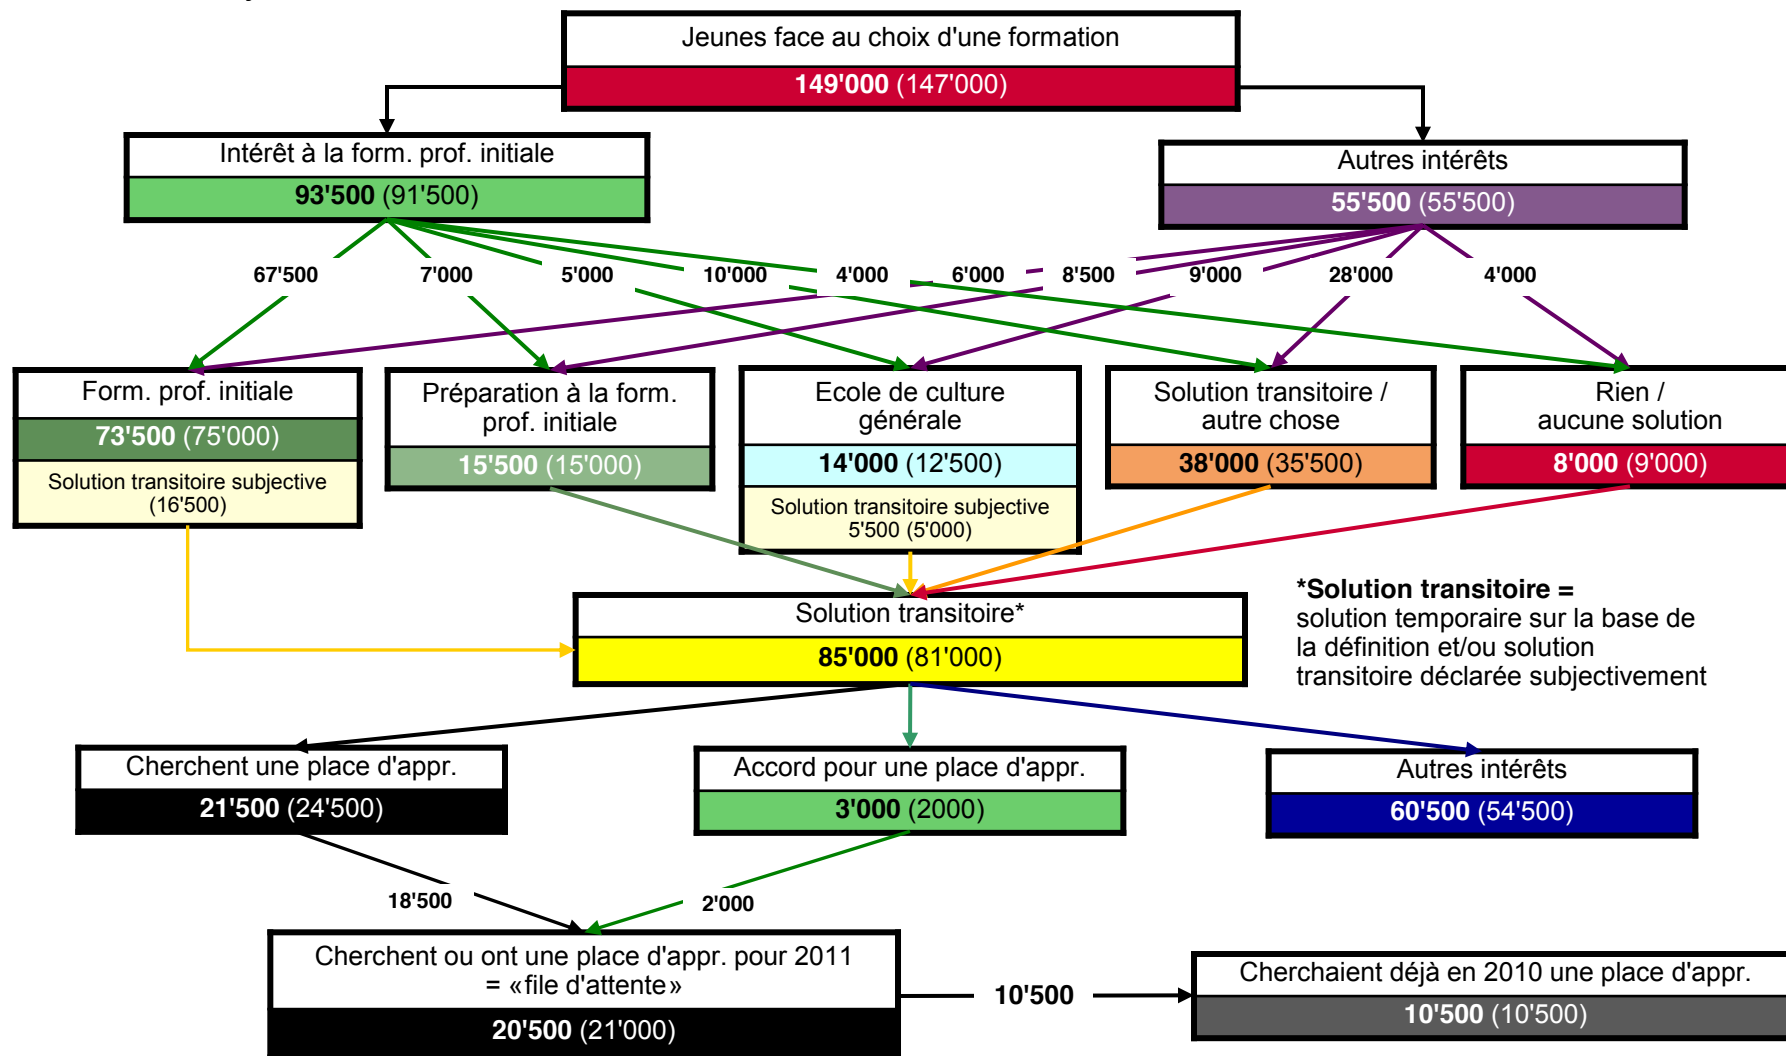 Jeunes face au choix d'une formation
149'000 (147'000)
Intérêt à la form. prof. initiale
93'500 (91'500)
Autres intérêts
55'500 (55'500)
67'500
7'000
5'000
10'000
4'000
6'000
8'500
9'000
28'000
4'000
Form. prof. initiale
73'500 (75'000)
Solution transitoire subjective
(16'500)
Préparation à la form.
prof. initiale
15'500 (15'000)
Ecole de culture
générale
14'000 (12'500)
Solution transitoire subjective
5'500 (5'000)
Solution transitoire /
autre chose
38'000 (35'500)
Rien /
aucune solution
8'000 (9'000)
*Solution transitoire =
solution temporaire sur la base de
la définition et/ou solution
transitoire déclarée subjectivement
Solution transitoire*
85'000 (81'000)
Cherchent une place d'appr.
21'500 (24'500)
Accord pour une place d'appr.
3'000 (2000)
Autres intérêts
60'500 (54'500)
18'500
2'000
Cherchent ou ont une place d'appr. pour 2011
= «file d'attente»
20'500 (21'000)
10'500
Cherchaient déjà en 2010 une place d'appr.
10'500 (10'500)